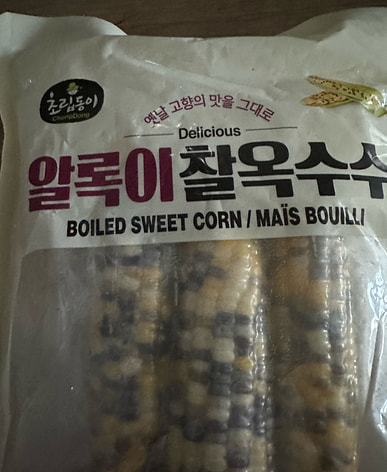 초립동이
ChoripDong
옛날 고향의 맛을 그대로
Delicious
알록이찰옥수수
BOILED SWEET CORN / MAÏS BOUILLI